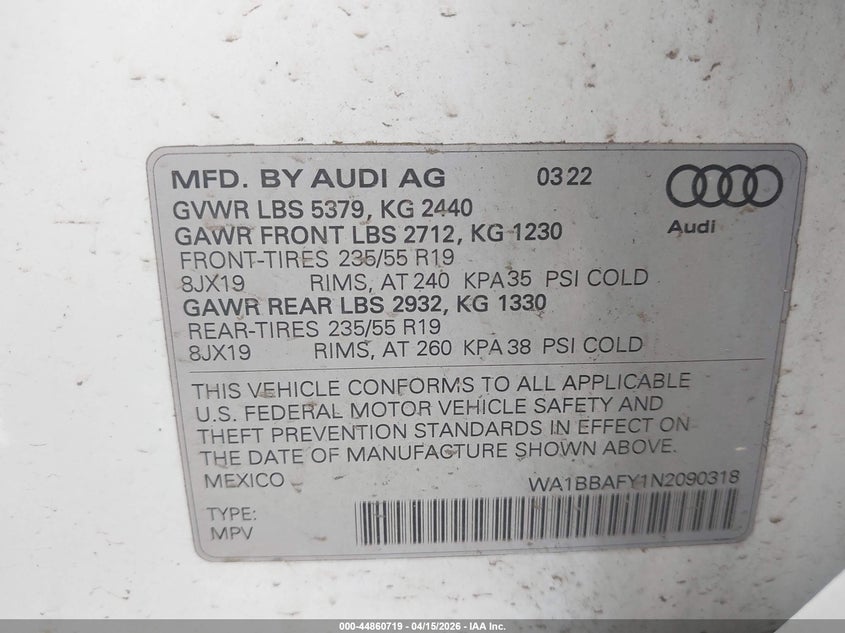 MFD. BY AUDI AG 03 22
GVWR LBS 5379, KG 2440
Audi
GAWR FRONT LBS 2712, KG 1230
FRONT-TIRES 235/55 R19
8JX19 RIMS, AT 240 KPA 35 PSI COLD
GAWR REAR LBS 2932, KG 1330
REAR-TIRES 235/55 R19
8JX19 RIMS, AT 260 KPA 38 PSI COLD
THIS VEHICLE CONFORMS TO ALL APPLICABLE
U.S. FEDERAL MOTOR VEHICLE SAFETY AND
THEFT PREVENTION STANDARDS IN EFFECT ON
THE DATE OF MANUFACTURE SHOWN ABOVE.
MEXICO WA1BBAFY1N2090318
TYPE:
MPV
000-44860719 - 04/15/2026 - IAA Inc.